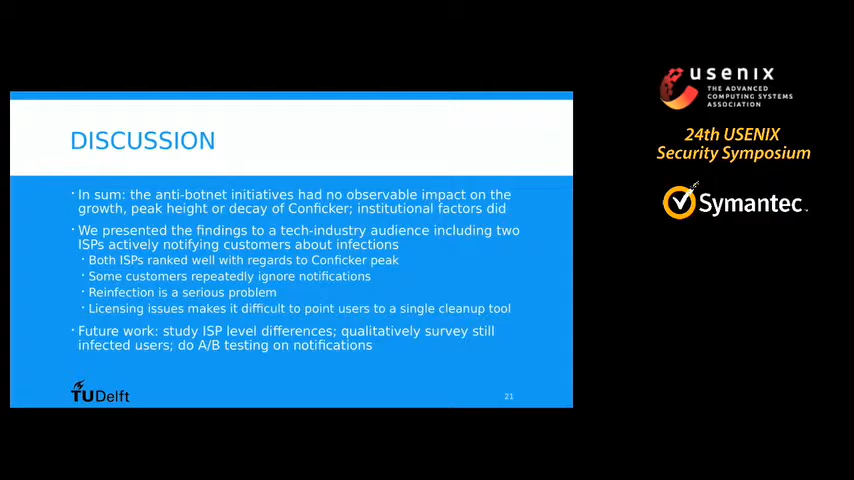 DISCUSSION
· In sum: the anti-botnet initiatives had no observable impact on the
growth, peak height or decay of Conficker; institutional factors did
· We presented the findings to a tech-industry audience including two
ISPs actively notifying customers about infections
· Both ISPs ranked well with regards to Conficker peak
· Some customers repeatedly ignore notifications
· Reinfection is a serious problem
· Licensing issues makes it difficult to point users to a single cleanup tool
· Future work: study ISP level differences; qualitatively survey still
infected users; do A/B testing on notifications
TUDelft
21
usenix
THE ADVANCED
COMPUTING SYSTEMS
ASSOCIATION
24th USENIX
Security Symposium
Symantec.